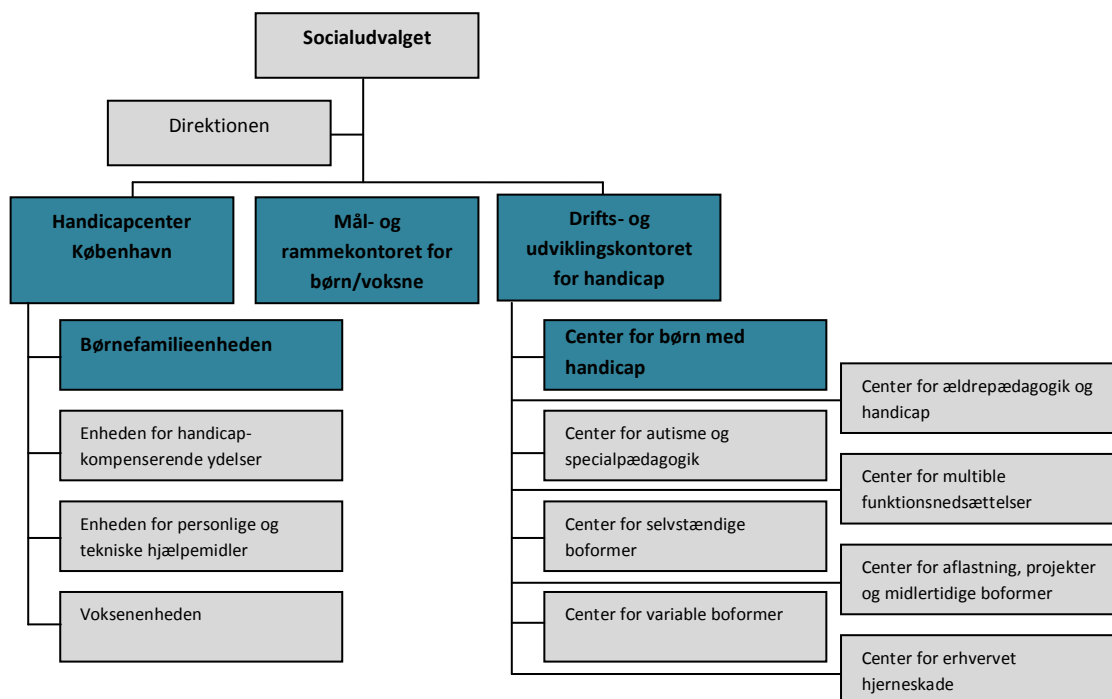 Socialudvalget
Direktionen
Handicapcenter
København
Mål- og
rammekontoret for
børn/voksne
Drifts- og
udviklingskontoret
for handicap
Børnefamilieenheden
Enheden for handicap-
kompenserende ydelser
Enheden for personlige og
tekniske hjælpemidler
Voksenenheden
Center for børn med
handicap
Center for autisme og
specialpædagogik
Center for selvstændige
boformer
Center for variable boformer
Center for ældrepædagogik og
handicap
Center for multible
funktionsnedsættelser
Center for aflastning, projekter
og midlertidige boformer
Center for erhvervet
hjerneskade